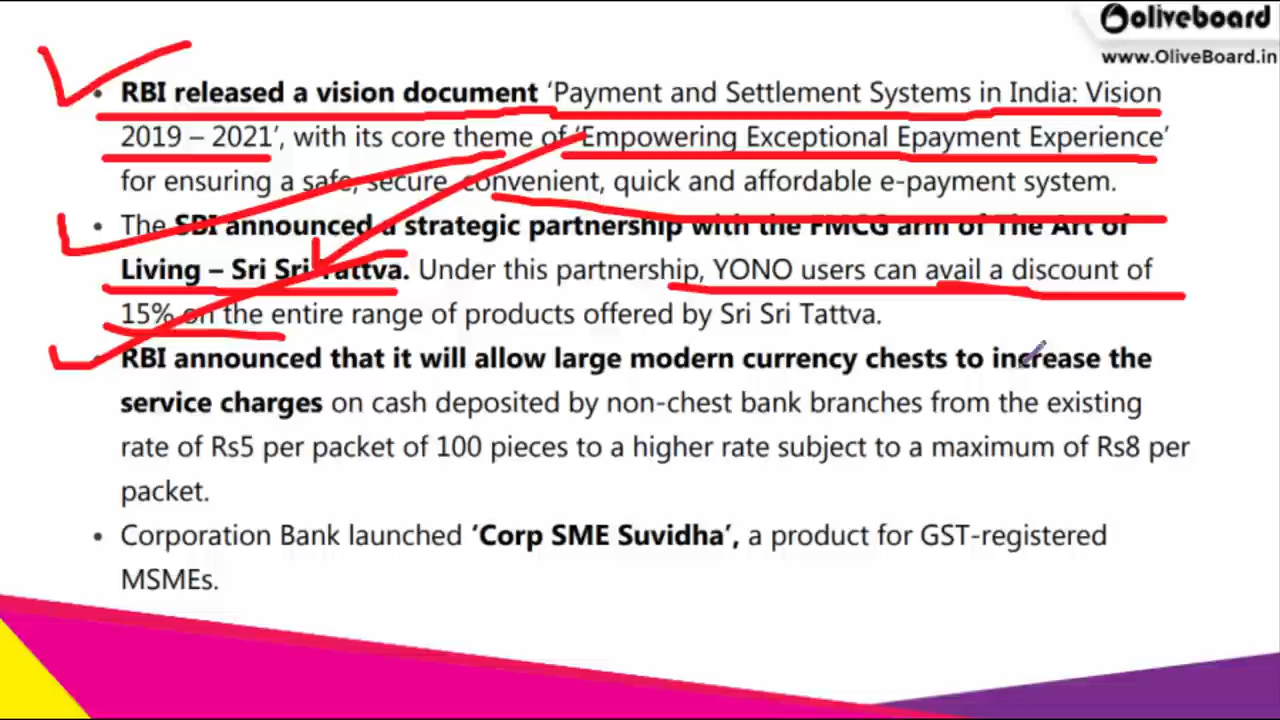 oliveboard
www.OliveBoard.in
• RBI released a vision document ‘Payment and Settlement Systems in India: Vision
2019 – 2021’, with its core theme of ‘Empowering Exceptional Epayment Experience’
for ensuring a safe, secure, convenient, quick and affordable e-payment system.
• The SBI announced a strategic partnership with the FMCG arm of The Art of
Living – Sri Sri Tattva. Under this partnership, YONO users can avail a discount of
15% on the entire range of products offered by Sri Sri Tattva.
• RBI announced that it will allow large modern currency chests to increase the
service charges on cash deposited by non-chest bank branches from the existing
rate of Rs5 per packet of 100 pieces to a higher rate subject to a maximum of Rs8 per
packet.
• Corporation Bank launched ‘Corp SME Suvidha’, a product for GST-registered
MSMEs.